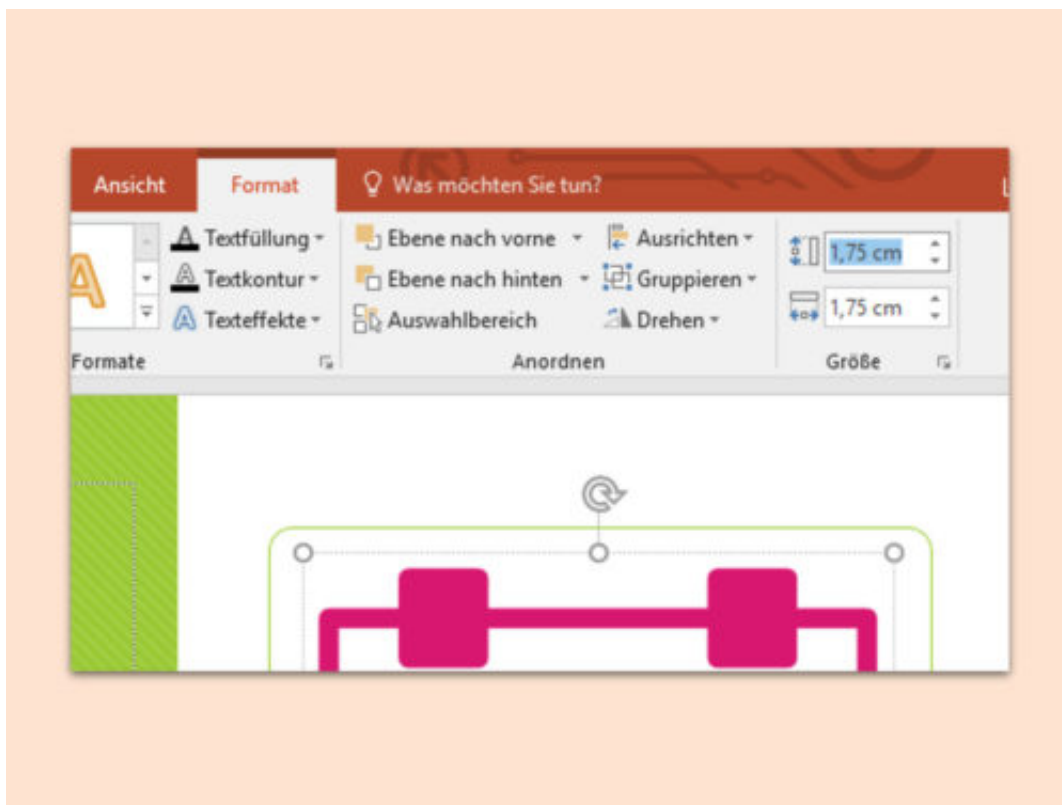 Ansicht Format Was möchten Sie tun?
Textfüllung Ebene nach vorne Ausrichten 1,75 cm
Textkontur Ebene nach hinten Gruppieren
Texteffekte Auswahlbereich Drehen 1,75 cm
Formate Anordnen Größe